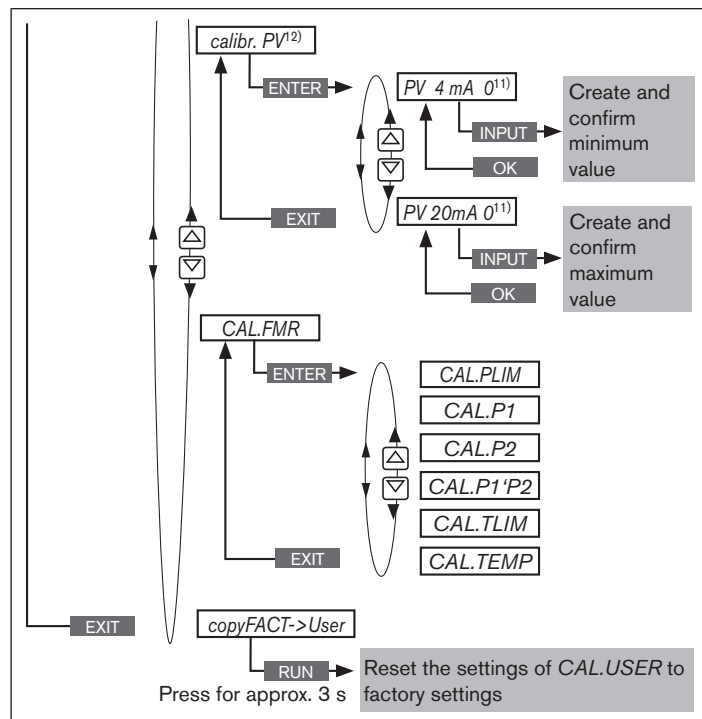 calibr. PV12)
ENTER
EXIT
PV 4 mA 011)
INPUT
OK
Create and
confirm
minimum
value
PV 20mA 011)
INPUT
OK
Create and
confirm
maximum
value
CAL.FMR
ENTER
EXIT
CAL.PLIM
CAL.P1
CAL.P2
CAL.P1‘P2
CAL.TLIM
CAL.TEMP
EXIT
copyFACT->User
RUN
Press for approx. 3 s
Reset the settings of CAL.USER to
factory settings